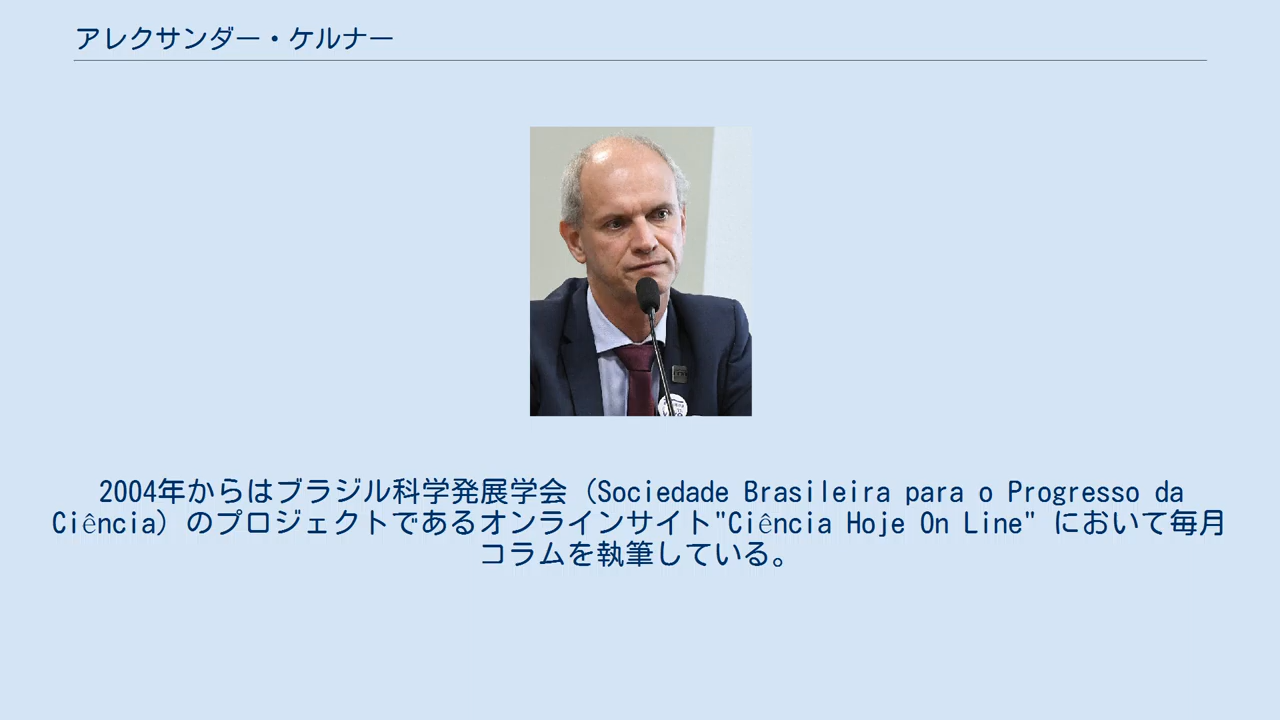 アレクサンダー・ケルナー
2004年からはブラジル科学発展学会（Sociedade Brasileira para o Progresso da
Ciência）のプロジェクトであるオンラインサイト"Ciência Hoje On Line" において毎月
コラムを執筆している。